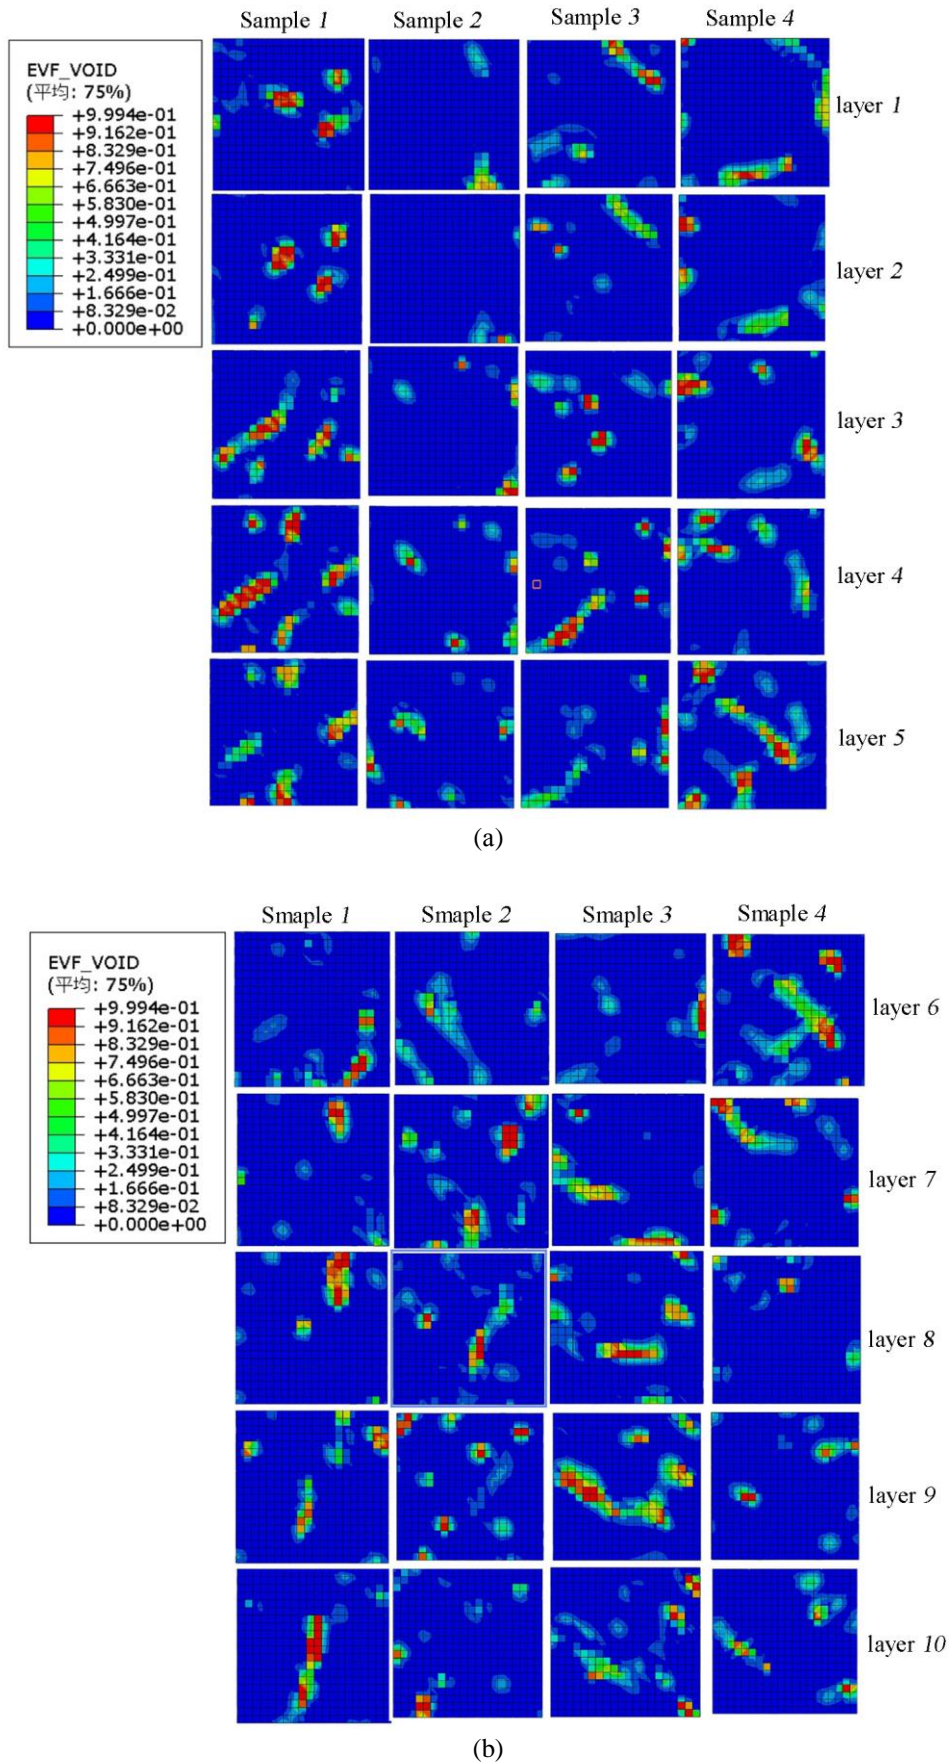 Sample 1 Sample 2 Sample 3 Sample 4
EVF_VOID
(平均: 75%)
+9.994e-01
+9.162e-01
+8.329e-01
+7.496e-01
+6.663e-01
+5.830e-01
+4.997e-01
+4.164e-01
+3.331e-01
+2.499e-01
+1.666e-01
+8.329e-02
+0.000e+00
layer 1
layer 2
layer 3
layer 4
layer 5
(a)
Smaple 1 Smaple 2 Smaple 3 Smaple 4
EVF_VOID
(平均: 75%)
+9.994e-01
+9.162e-01
+8.329e-01
+7.496e-01
+6.663e-01
+5.830e-01
+4.997e-01
+4.164e-01
+3.331e-01
+2.499e-01
+1.666e-01
+8.329e-02
+0.000e+00
layer 6
layer 7
layer 8
layer 9
layer 10
(b)